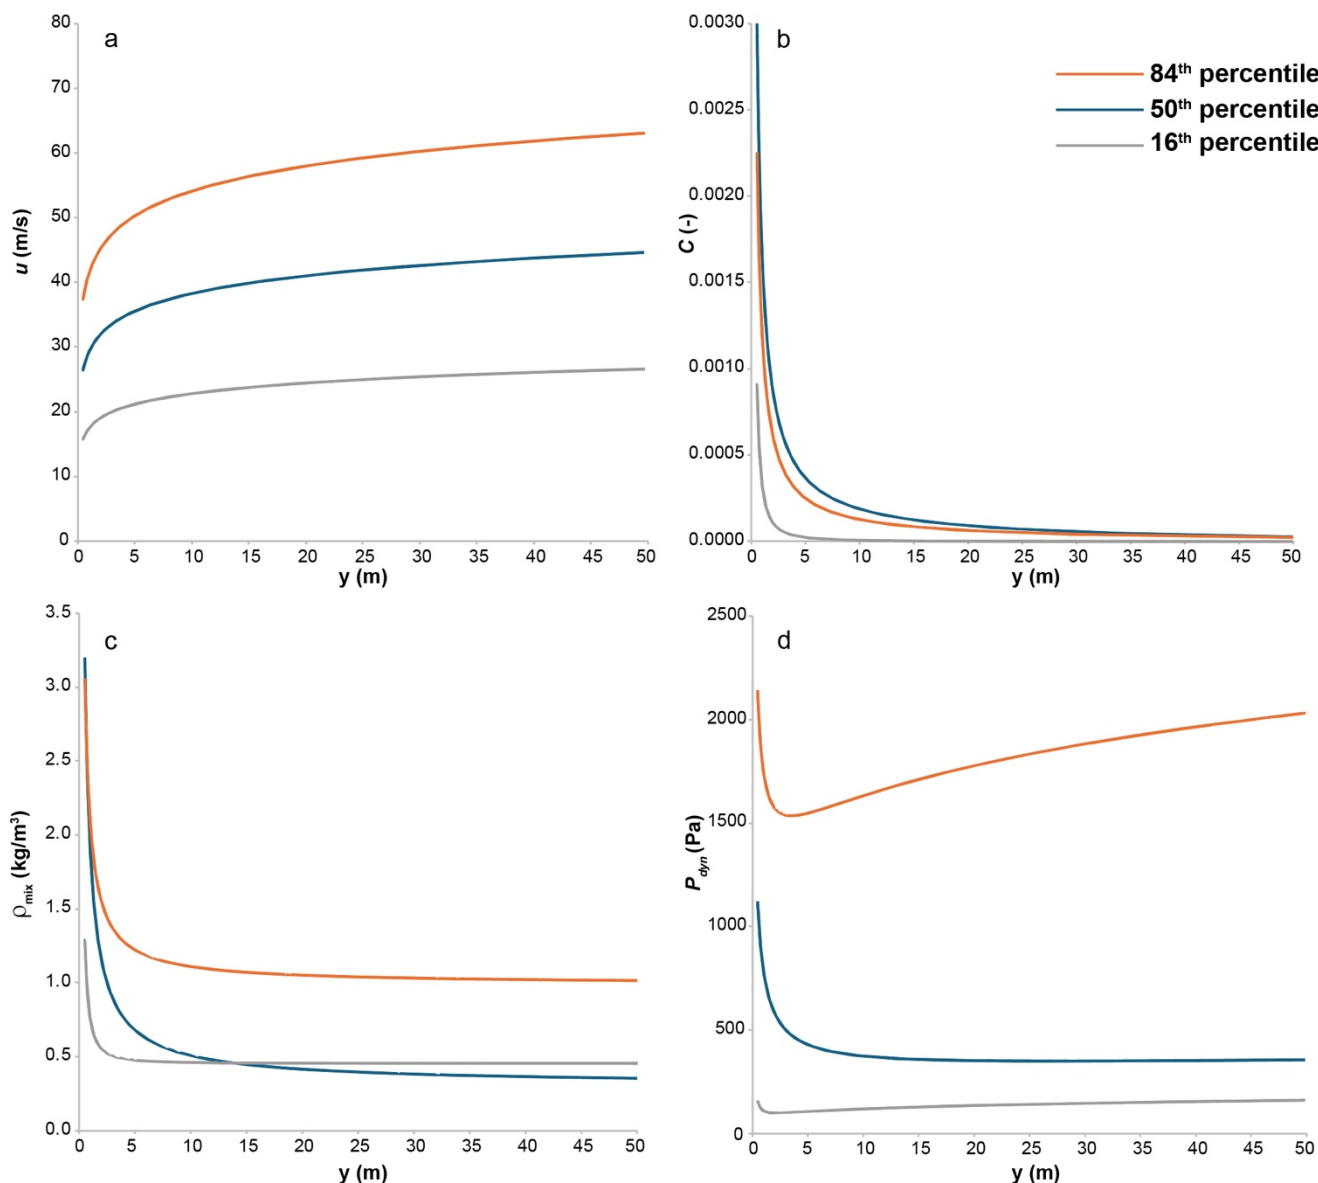 a
80
70
60
50
40
30
20
10
0
u (m/s)
0 5 10 15 20 25 30 35 40 45 50
y (m)
b
0.0030
0.0025
0.0020
0.0015
0.0010
0.0005
0.0000
C (-)
0 5 10 15 20 25 30 35 40 45 50
y (m)
84th percentile
50th percentile
16th percentile
c
3.5
3.0
2.5
2.0
1.5
1.0
0.5
0.0
ρmix (kg/m³)
0 5 10 15 20 25 30 35 40 45 50
y (m)
d
2500
2000
1500
1000
500
0
Pdyn (Pa)
0 5 10 15 20 25 30 35 40 45 50
y (m)